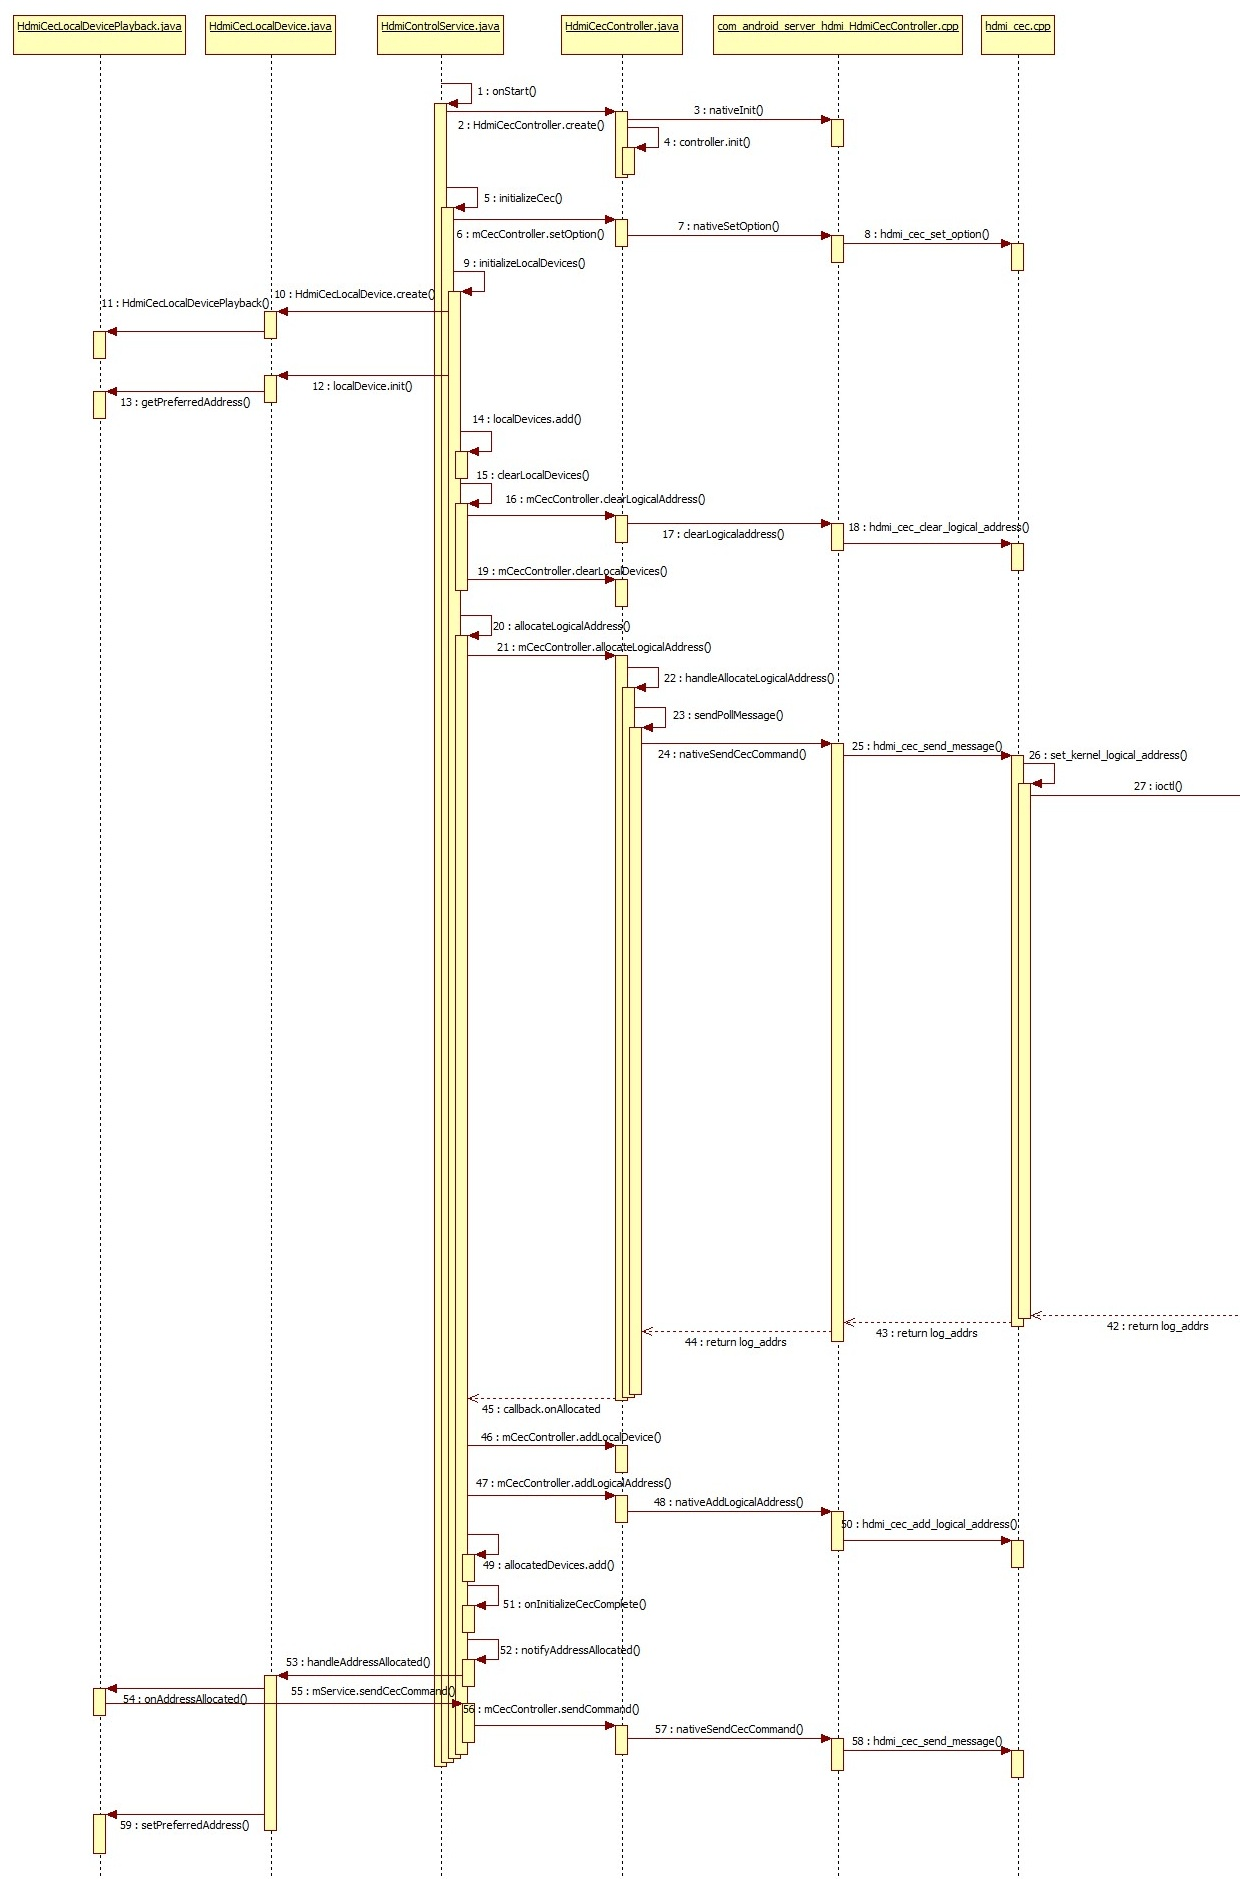 HdmiCecLocalDevicePlayback.java
HdmiCecLocalDevice.java
HdmiControlService.java
HdmiCecController.java
com_android_server_hdmi_HdmiCecController.cpp
hdmi_cec.cpp
1 : onStart()
2 : HdmiCecController.create()
3 : nativeInit()
4 : controller.init()
5 : initializeCec()
6 : mCecController.setOption()
7 : nativeSetOption()
8 : hdmi_cec_set_option()
9 : initializeLocalDevices()
10 : HdmiCecLocalDevice.create()
11 : HdmiCecLocalDevicePlayback()
12 : localDevice.init()
13 : getPreferredAddress()
14 : localDevices.add()
15 : clearLocalDevices()
16 : mCecController.clearLogicalAddress()
17 : clearLogicaladdress()
18 : hdmi_cec_clear_logical_address()
19 : mCecController.clearLocalDevices()
20 : allocateLogicalAddress()
21 : mCecController.allocateLogicalAddress()
22 : handleAllocateLogicalAddress()
23 : sendPollMessage()
24 : nativeSendCecCommand()
25 : hdmi_cec_send_message()
26 : set_kernel_logical_address()
27 : ioctl()
42 : return log_addrs
43 : return log_addrs
44 : return log_addrs
45 : callback.onAllocated
46 : mCecController.addLocalDevice()
47 : mCecController.addLogicalAddress()
48 : nativeAddLogicalAddress()
50 : hdmi_cec_add_logical_address()
49 : allocatedDevices.add()
51 : onInitializeCecComplete()
52 : notifyAddressAllocated()
53 : handleAddressAllocated()
54 : onAddressAllocated()
55 : mService.sendCecCommand()
56 : mCecController.sendCommand()
57 : nativeSendCecCommand()
58 : hdmi_cec_send_message()
59 : setPreferredAddress()